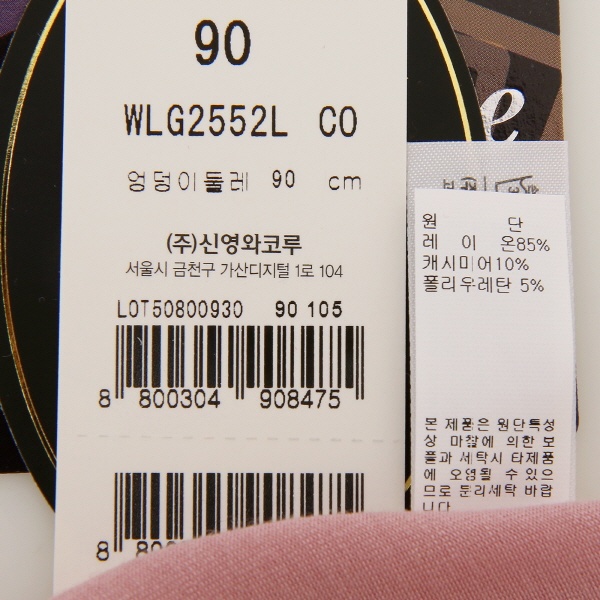 90
WLG2552L CO
엉덩이둘레 90 cm
(주)신영와코루
서울시 금천구 가산디지털 1로 104
LOT50800930 90 105
8 800304 908475
8
e
원 단
레 이 온85%
캐시미어10%
폴리우레탄 5%
본 제품은 원단특성
상 마찰에 의한 보
풀과 세탁시 타제품
에 오염될 수 있으
므로 분리세탁 바랍
니다.